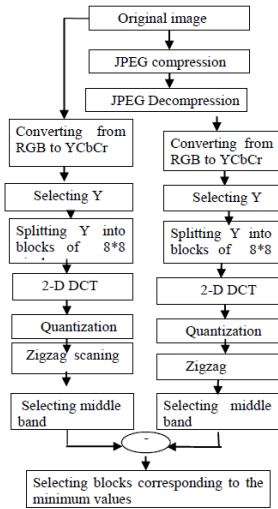 Original image
JPEG compression
JPEG Decompression
Converting from
RGB to YCbCr
Selecting Y
Splitting Y into
blocks of 8*8
2-D DCT
Quantization
Zigzag scaning
Selecting middle
band
Converting from
RGB to YCbCr
Selecting Y
Splitting Y into
blocks of 8*8
2-D DCT
Quantization
Zigzag
Selecting middle
band
-
Selecting blocks corresponding to the
minimum values